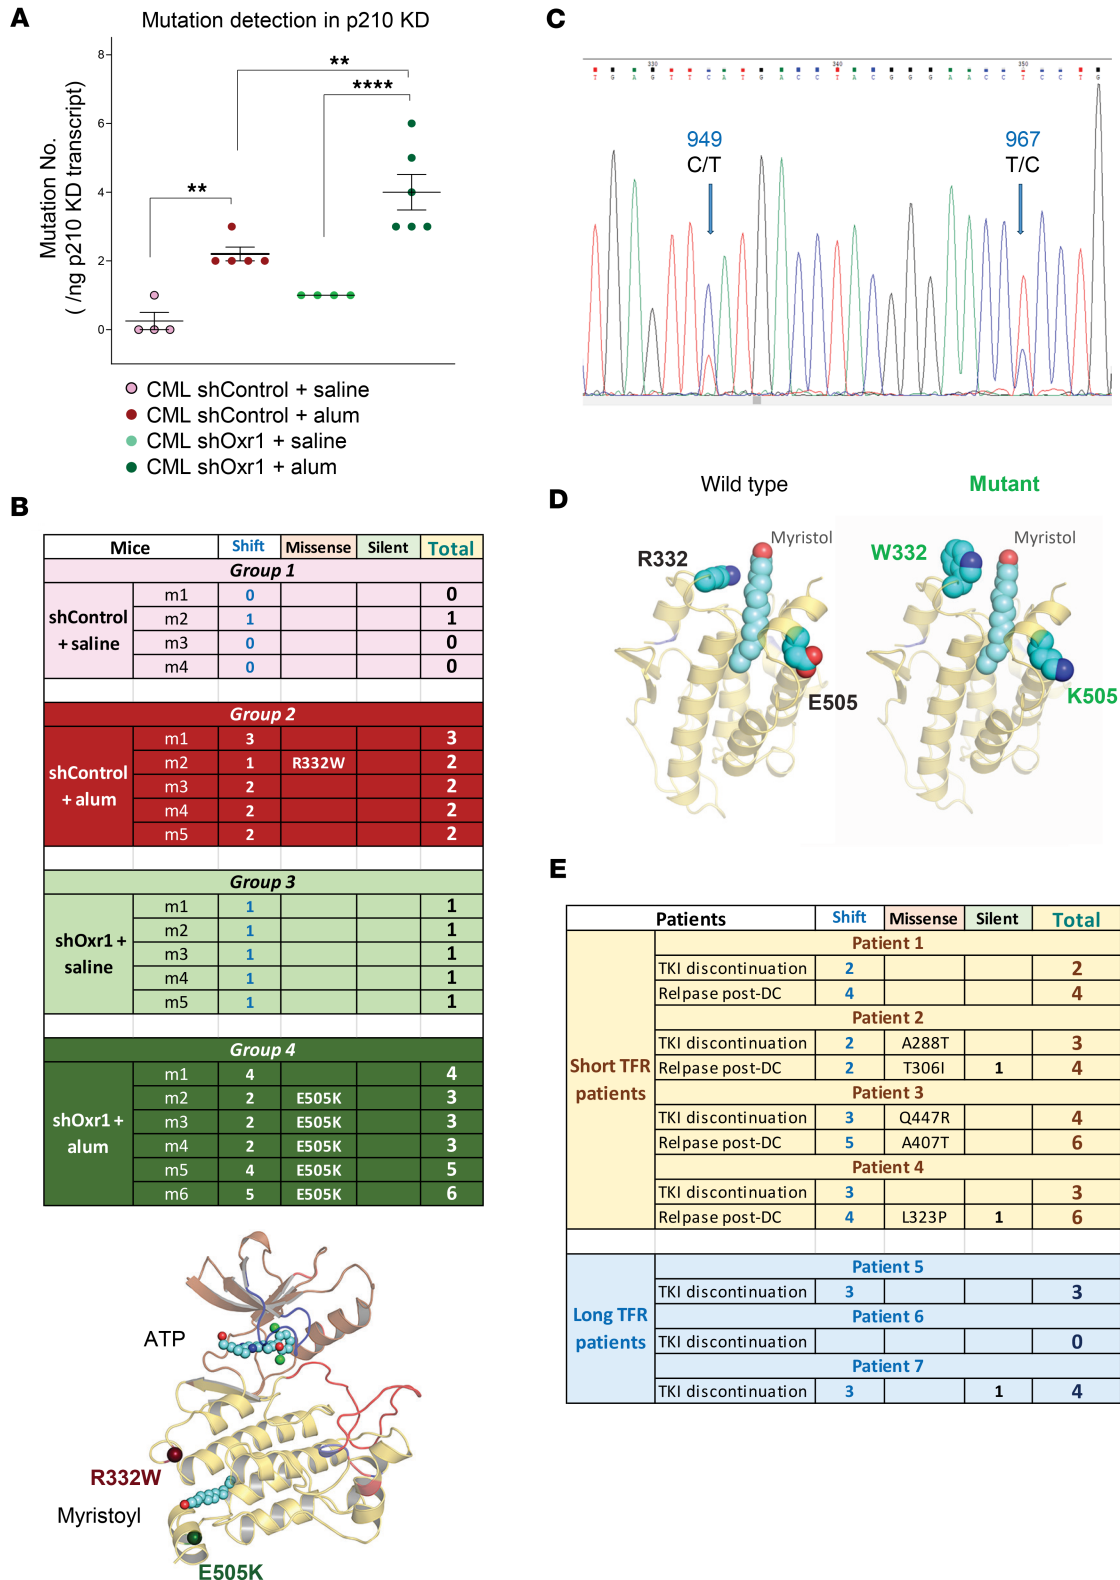 A
Mutation detection in p210 KD
Mutation No.
( /ng p210 KD transcript)
8
6
4
2
0
**
**
****
CML shControl + saline
CML shControl + alum
CML shOxr1 + saline
CML shOxr1 + alum
B
Mice Shift Missense Silent Total
Group 1
shControl + saline
m1 0 0
m2 1 1
m3 0 0
m4 0 0
Group 2
shControl + alum
m1 3 3
m2 1 R332W 2
m3 2 2
m4 2 2
m5 2 2
Group 3
shOxr1 + saline
m1 1 1
m2 1 1
m3 1 1
m4 1 1
m5 1 1
Group 4
shOxr1 + alum
m1 4 4
m2 2 E505K 3
m3 2 E505K 3
m4 2 E505K 3
m5 4 E505K 5
m6 5 E505K 6
ATP
R332W
Myristoyl
E505K
C
330 340 350
T G A G T T C A T G A C C T A C G G G A A C C T C C T G
949
C/T
967
T/C
D
Wild type
Mutant
R332
Myristol
E505
W332
Myristol
K505
E
Patients Shift Missense Silent Total
Short TFR patients
Patient 1
TKI discontinuation 2 2
Relpase post-DC 4 4
Patient 2
TKI discontinuation 2 A288T 3
Relpase post-DC 2 T306I 1 4
Patient 3
TKI discontinuation 3 Q447R 4
Relpase post-DC 5 A407T 6
Patient 4
TKI discontinuation 3 3
Relpase post-DC 4 L323P 1 6
Long TFR patients
Patient 5
TKI discontinuation 3 3
Patient 6
TKI discontinuation 0
Patient 7
TKI discontinuation 3 1 4